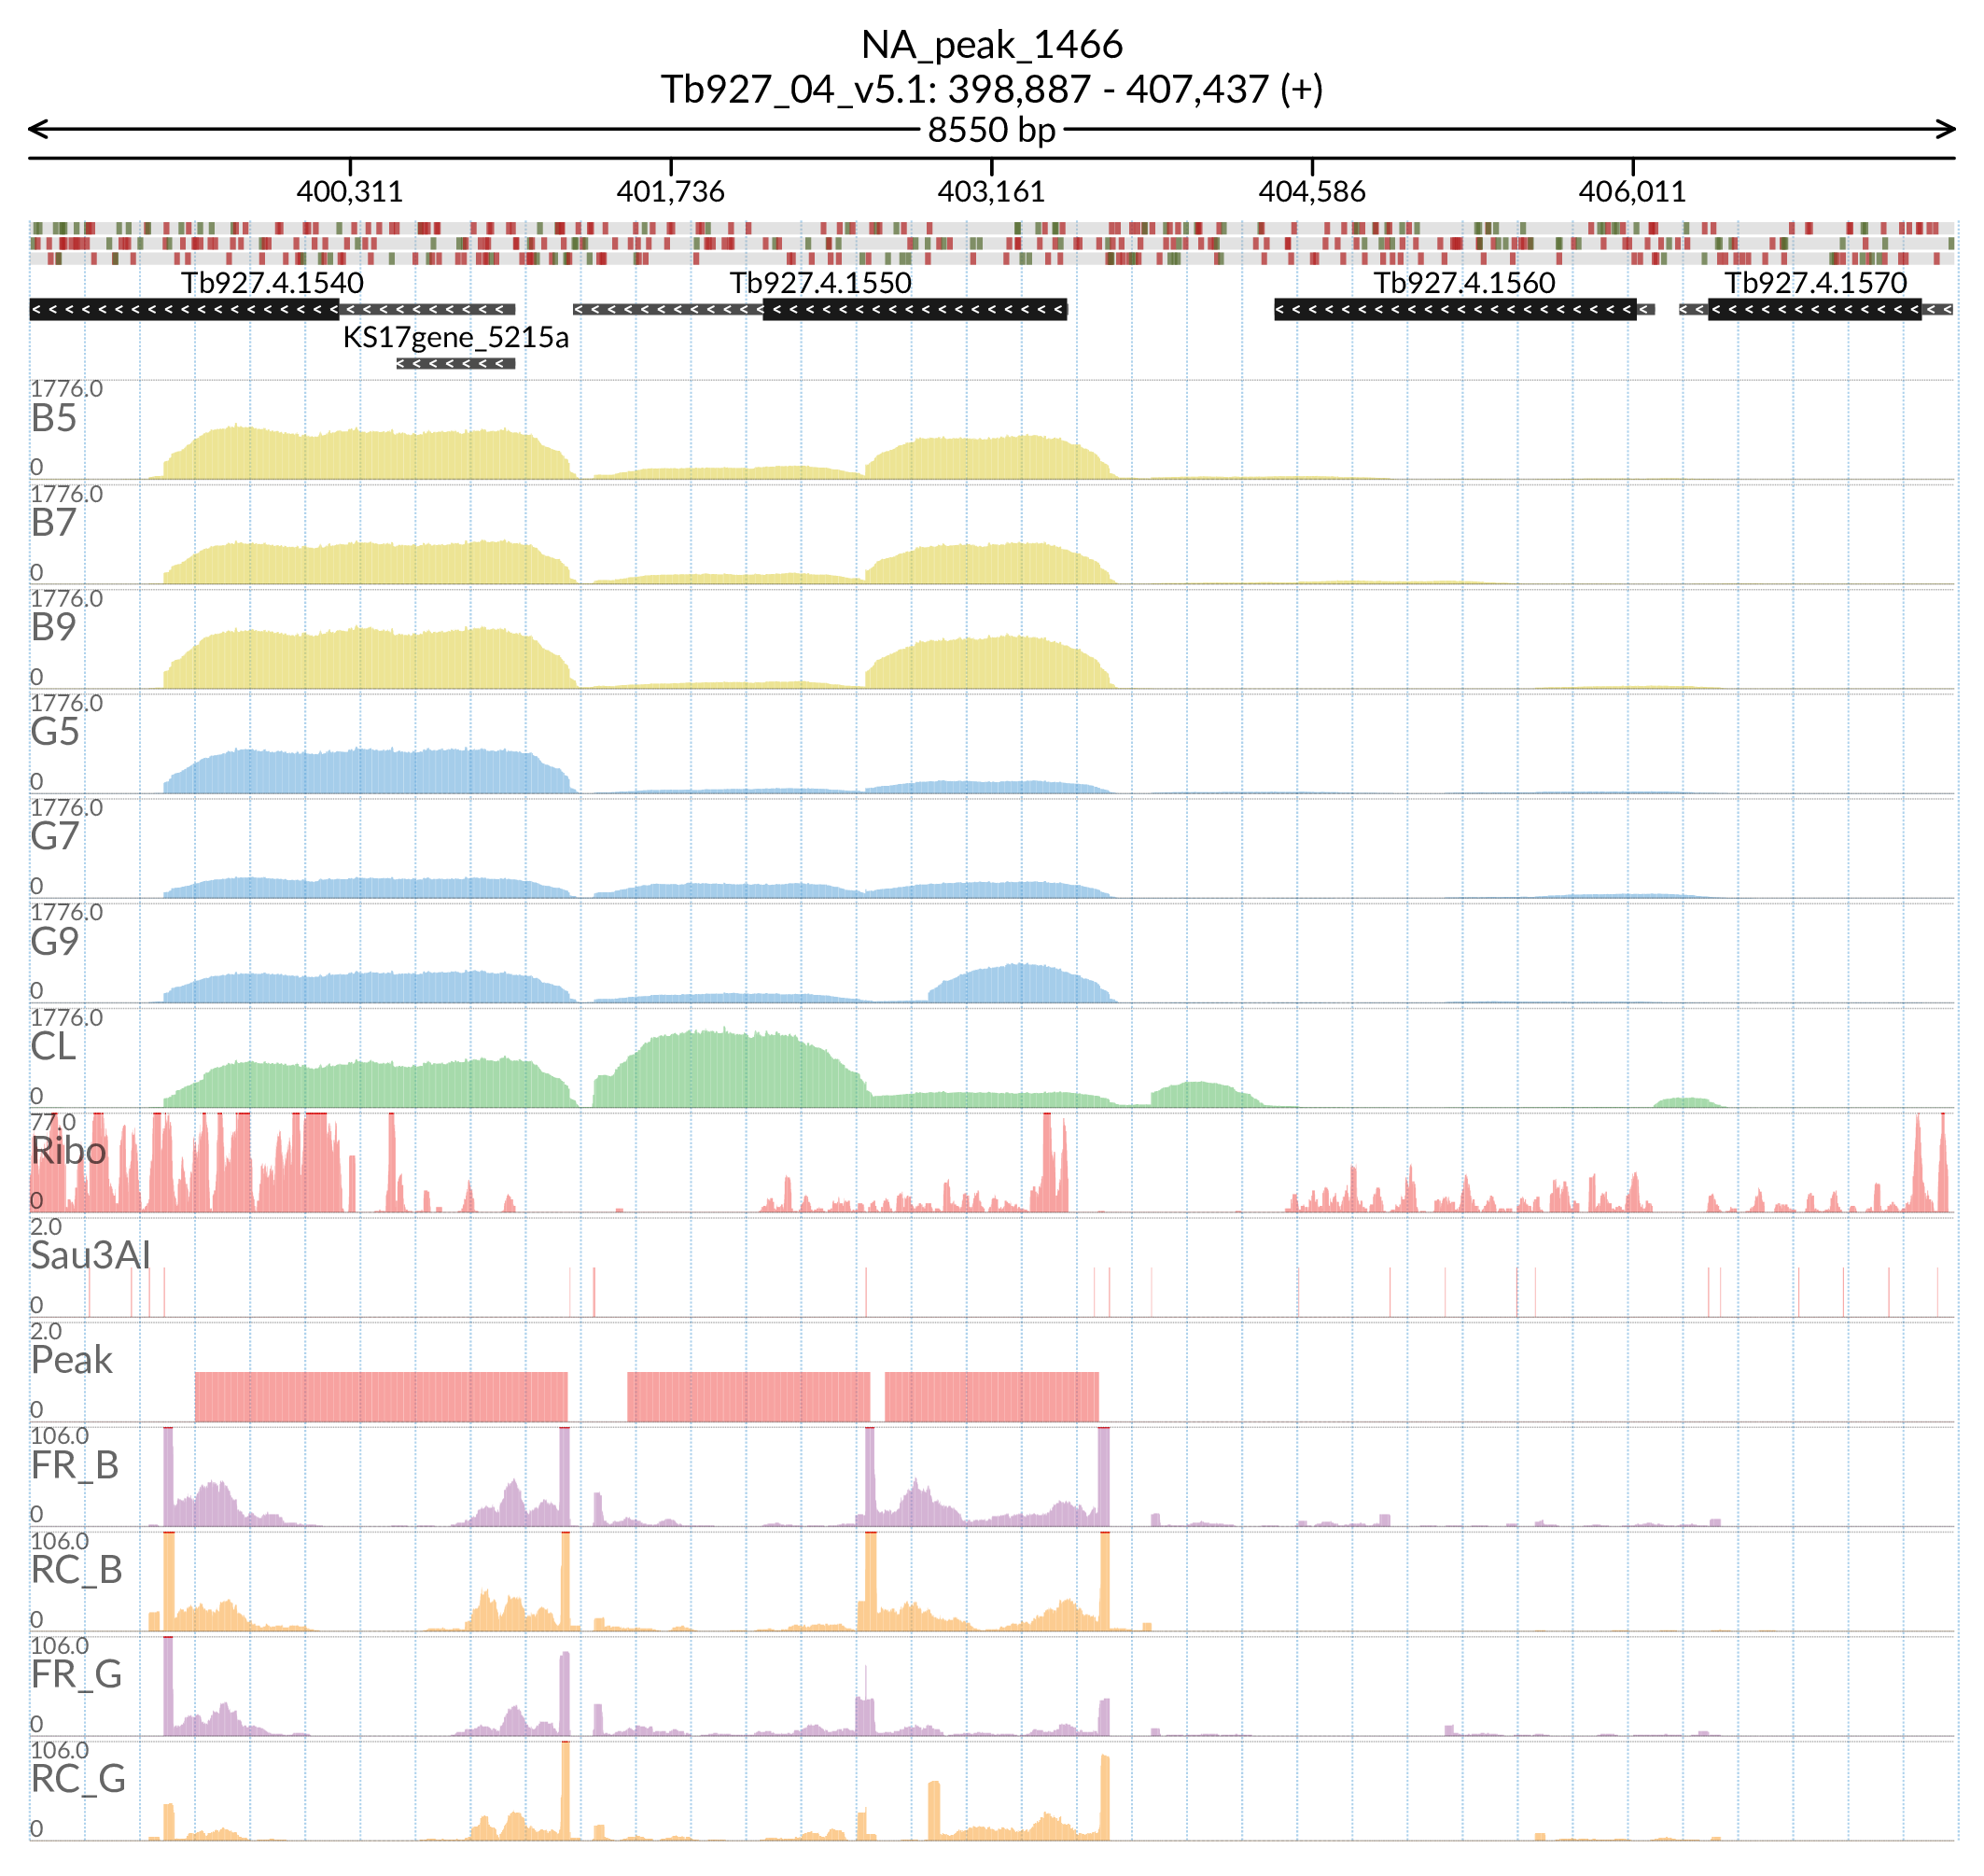 NA_peak_1466
Tb927_04_v5.1: 398,887 - 407,437 (+)
8550 bp
400,311 401,736 403,161 404,586 406,011
Tb927.4.1540 Tb927.4.1550 Tb927.4.1560 Tb927.4.1570
KS17gene_5215a
1776.0
B5
0
1776.0
B7
0
1776.0
B9
0
1776.0
G5
0
1776.0
G7
0
1776.0
G9
0
1776.0
CL
0
77.0
Ribo
0
2.0
Sau3AI
0
2.0
Peak
0
106.0
FR_B
0
106.0
RC_B
0
106.0
FR_G
0
106.0
RC_G
0